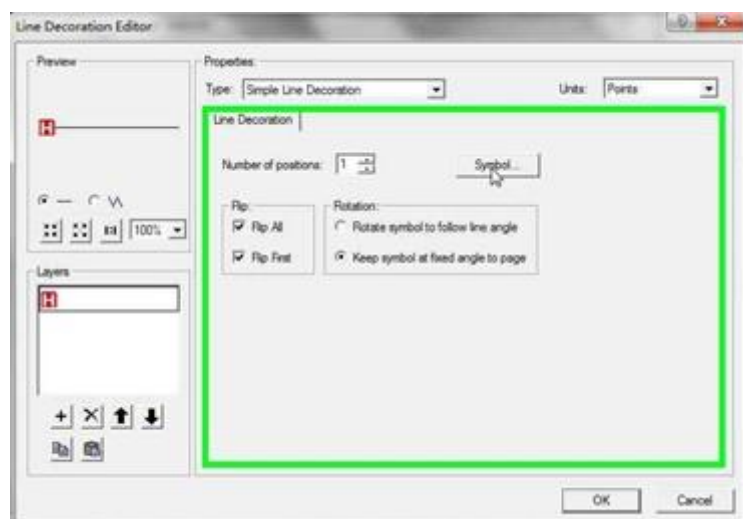 Line Decoration Editor
Preview
Properties:
Type: Simple Line Decoration
Units: Points
H
Line Decoration
Number of positions: 1
Symbol...
Flip:
Flip All
Flip First
Rotation:
Rotate symbol to follow line angle
Keep symbol at fixed angle to page
100%
Layers
H
OK
Cancel